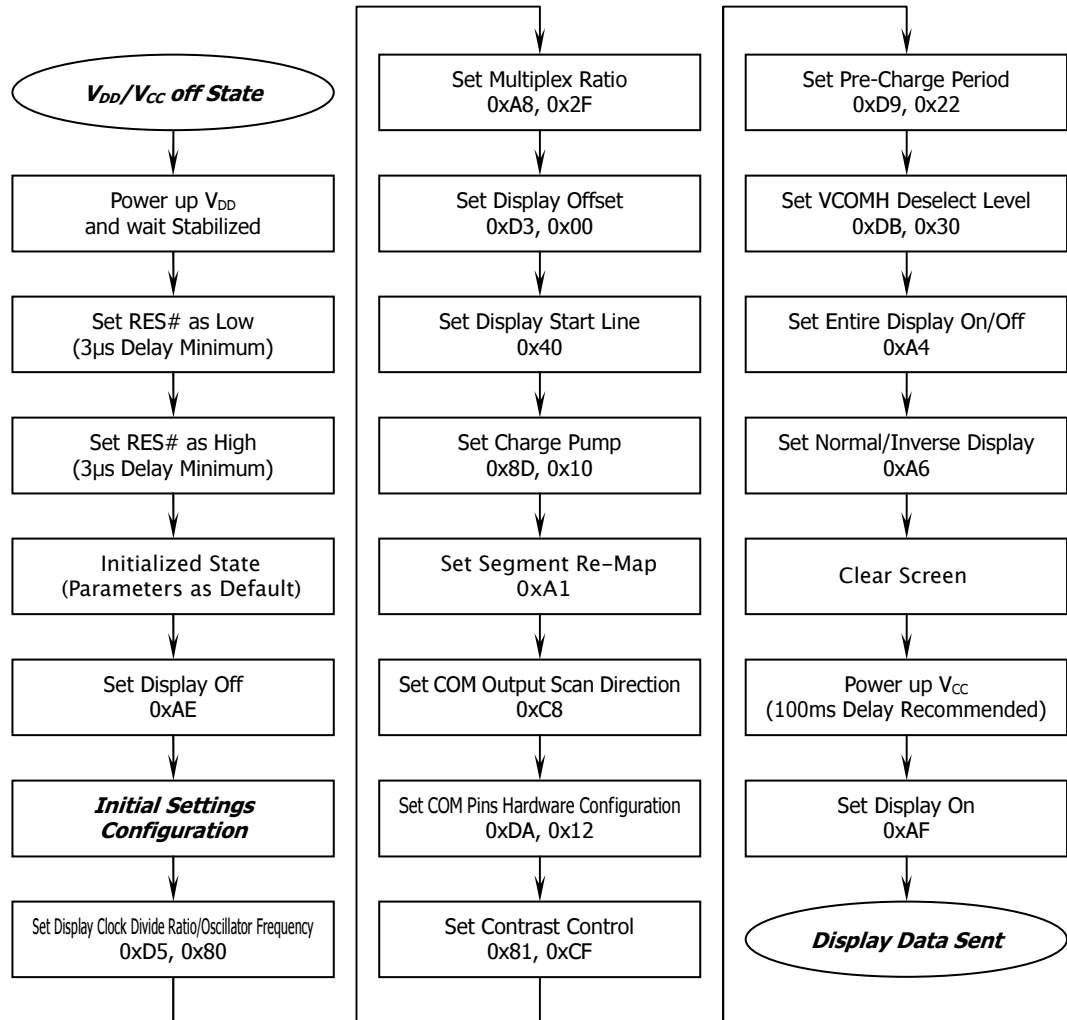 V_DD/V_CC off State
Power up V_DD
and wait Stabilized
Set RES# as Low
(3μs Delay Minimum)
Set RES# as High
(3μs Delay Minimum)
Initialized State
(Parameters as Default)
Set Display Off
0xAE
Initial Settings
Configuration
Set Display Clock Divide Ratio/Oscillator Frequency
0xD5, 0x80
Set Multiplex Ratio
0xA8, 0x2F
Set Display Offset
0xD3, 0x00
Set Display Start Line
0x40
Set Charge Pump
0x8D, 0x10
Set Segment Re-Map
0xA1
Set COM Output Scan Direction
0xC8
Set COM Pins Hardware Configuration
0xDA, 0x12
Set Contrast Control
0x81, 0xCF
Set Pre-Charge Period
0xD9, 0x22
Set VCOMH Deselect Level
0xDB, 0x30
Set Entire Display On/Off
0xA4
Set Normal/Inverse Display
0xA6
Clear Screen
Power up V_CC
(100ms Delay Recommended)
Set Display On
0xAF
Display Data Sent